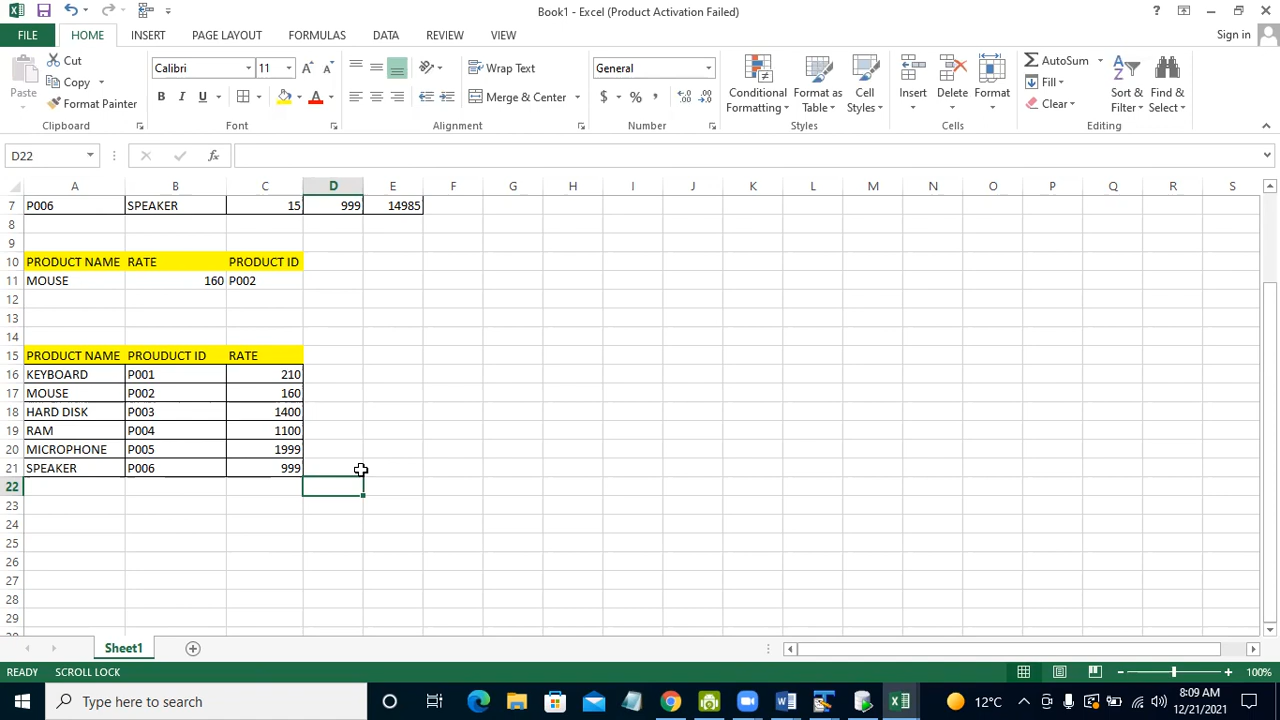 Book1 - Excel (Product Activation Failed)
?
FILE HOME INSERT PAGE LAYOUT FORMULAS DATA REVIEW VIEW Sign in
Paste
Cut
Copy
Format Painter
Clipboard
Calibri 11
B I U A
Font
Wrap Text
Merge & Center
Alignment
General
$ % ,
Number
Conditional Formatting
Format as Table
Cell Styles
Styles
Insert
Delete
Format
Cells
AutoSum
Fill
Clear
Sort & Filter
Find & Select
Editing
D22 fx
A B C D E F G H I J K L M N O P Q R S
7 P006 SPEAKER 15 999 14985
8
9
10 PRODUCT NAME RATE PRODUCT ID
11 MOUSE 160 P002
12
13
14
15 PRODUCT NAME PROUDUCT ID RATE
16 KEYBOARD P001 210
17 MOUSE P002 160
18 HARD DISK P003 1400
19 RAM P004 1100
20 MICROPHONE P005 1999
21 SPEAKER P006 999
22
23
24
25
26
27
28
29
Sheet1
READY SCROLL LOCK 100%
Type here to search 12°C 8:09 AM
12/21/2021